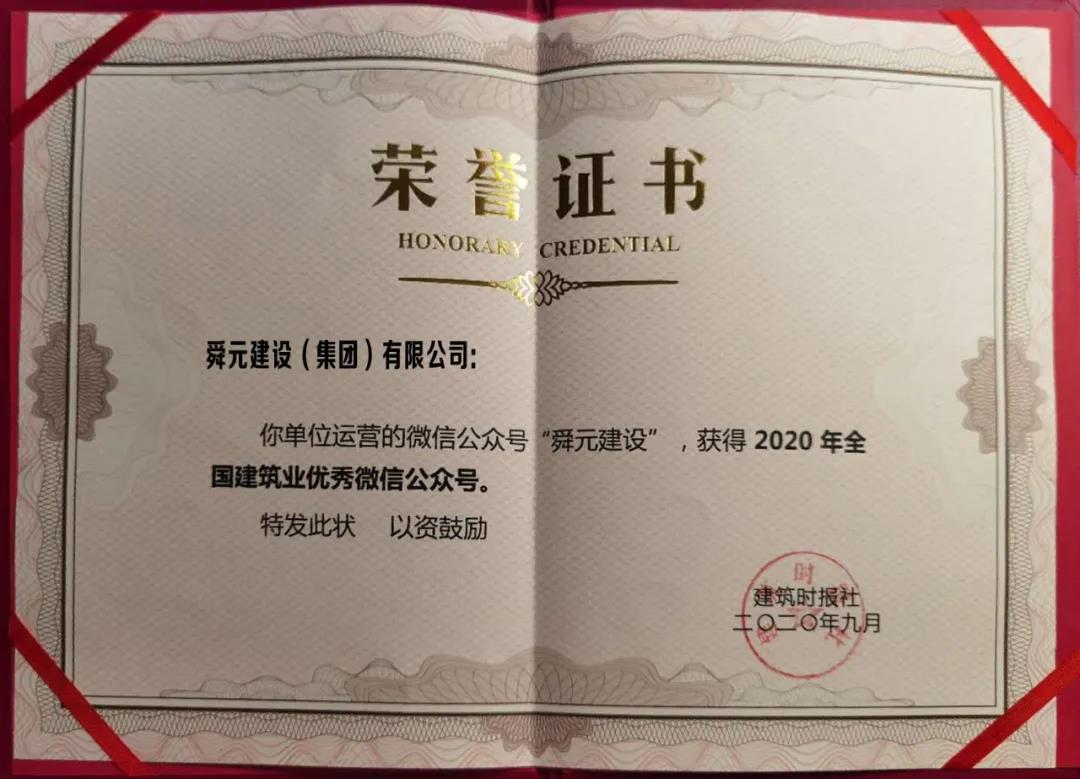 荣誉证书
HONORARY CREDENTIAL
舜元建设(集团)有限公司:
你单位运营的微信公众号“舜元建设”,获得 2020 年全
国建筑业优秀微信公众号。
特发此状 以资鼓励
建筑时报社
二〇二〇年九月